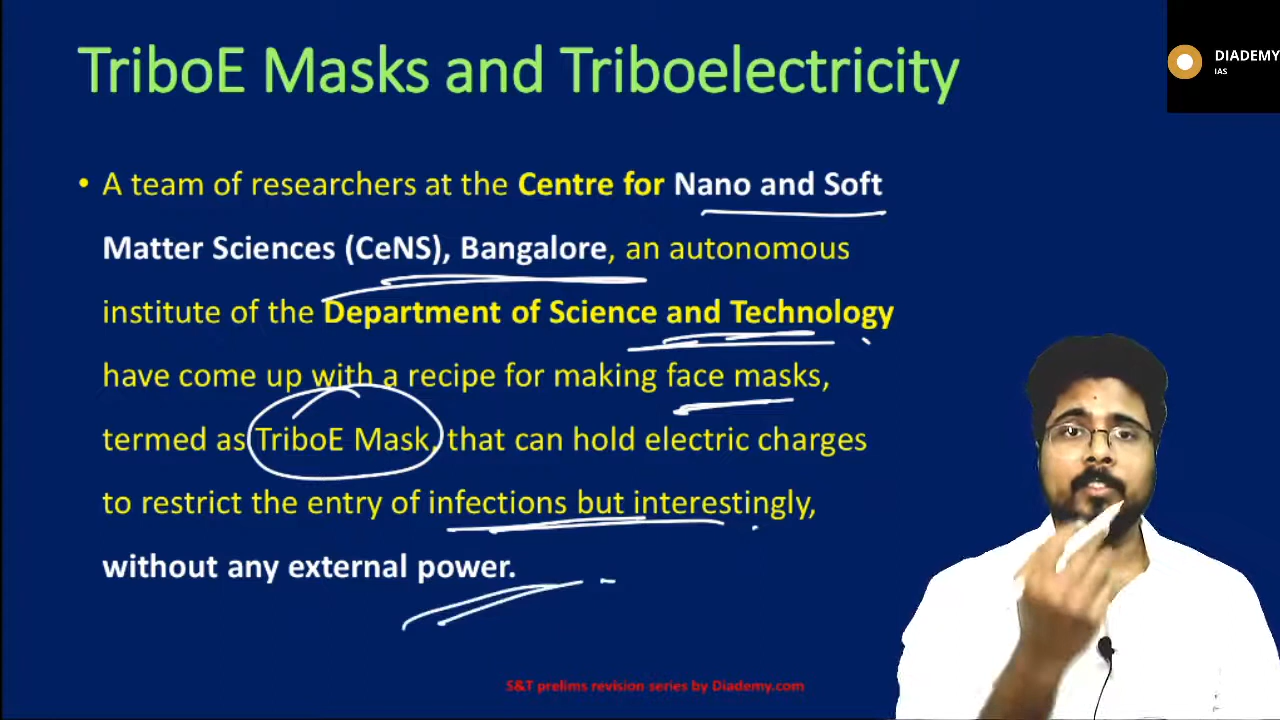 TriboE Masks and Triboelectricity
DIADEMY
IAS
• A team of researchers at the Centre for Nano and Soft
Matter Sciences (CeNS), Bangalore, an autonomous
institute of the Department of Science and Technology
have come up with a recipe for making face masks,
termed as TriboE Mask, that can hold electric charges
to restrict the entry of infections but interestingly,
without any external power.
S&T prelims revision series by Diademy.com